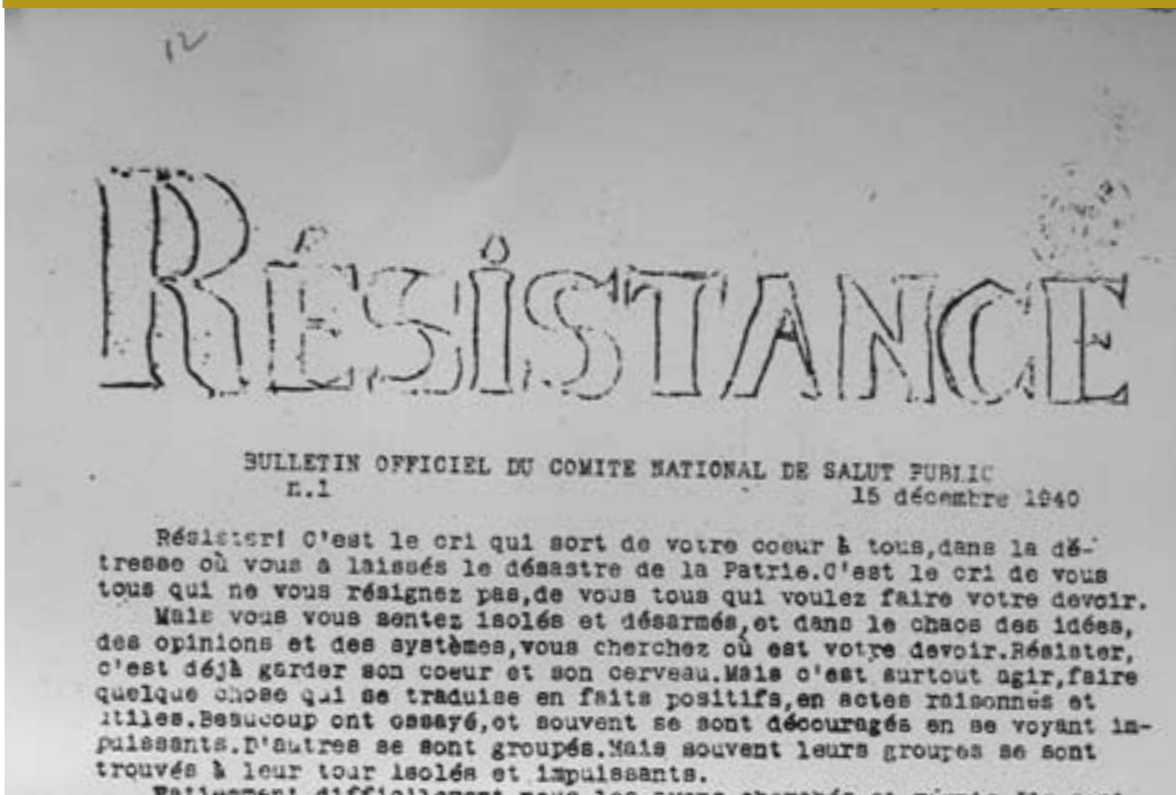 12
RÉSISTANCE
BULLETIN OFFICIEL DU COMITE NATIONAL DE SALUT PUBLIC
n.1 15 décembre 1940
Résister! C'est le cri qui sort de votre coeur à tous,dans la dé-
tresse où vous a laissés le désastre de la Patrie.C'est le cri de vous
tous qui ne vous résignez pas,de vous tous qui voulez faire votre devoir.
Mais vous vous sentez isolés et désarmés,et dans le chaos des idées,
des opinions et des systèmes,vous cherchez où est votre devoir.Résister,
c'est déjà garder son coeur et son cerveau.Mais c'est surtout agir,faire
quelque chose qui se traduise en faits positifs,en actes raisonnés et
utiles.Beaucoup ont essayé,et souvent se sont découragés en se voyant im-
puissants.D'autres se sont groupés.Mais souvent leurs groupes se sont
trouvés à leur tour isolés et impuissants.